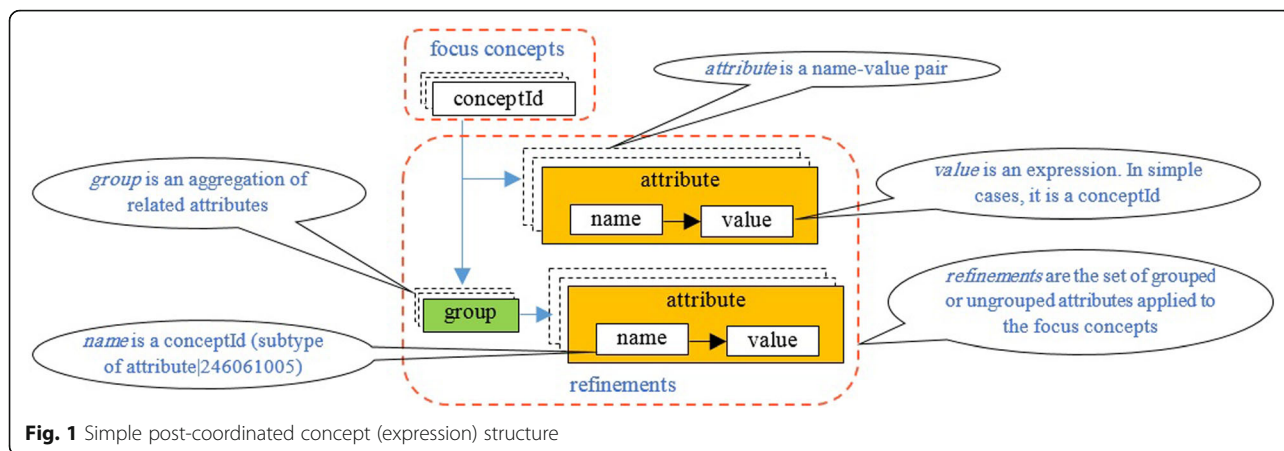 focus concepts
conceptId
attribute is a name-value pair
group is an aggregation of
related attributes
attribute
name
value
value is an expression. In simple
cases, it is a conceptId
group
attribute
name
value
refinements are the set of grouped
or ungrouped attributes applied to
the focus concepts
name is a conceptId (subtype
of attribute|246061005)
refinements
Fig. 1 Simple post-coordinated concept (expression) structure